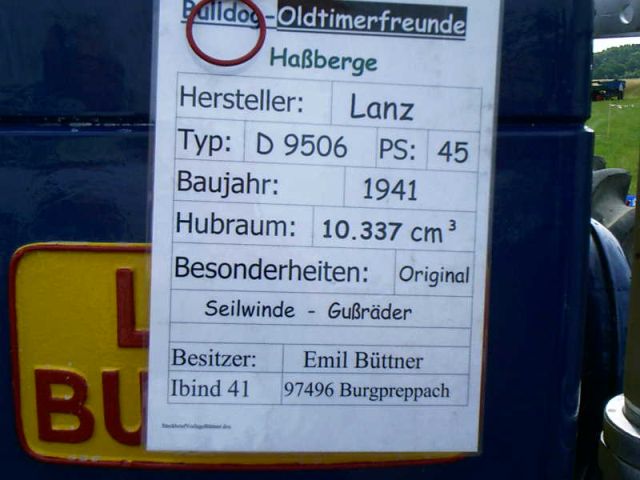 Bulldog-Oldtimerfreunde
Haßberge
Hersteller: Lanz
Typ: D 9506 PS: 45
Baujahr: 1941
Hubraum: 10.337 cm³
Besonderheiten: Original
Seilwinde - Gußräder
Besitzer: Emil Büttner
Ibind 41 97496 Burgpreppach
L
BU